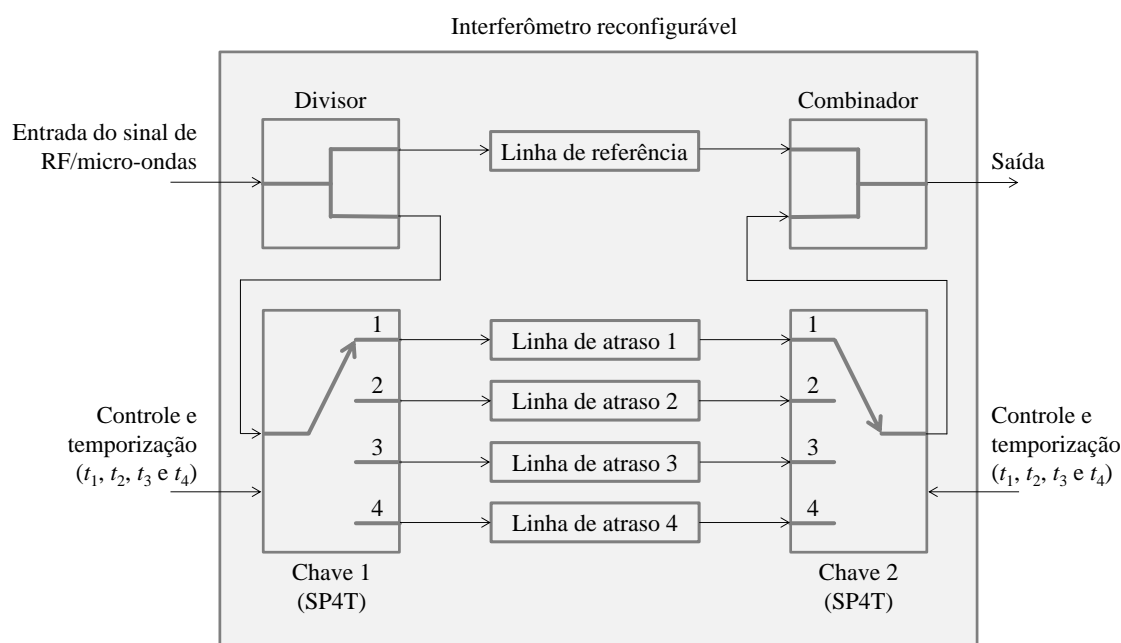 Interferômetro reconfigurável
Divisor
Combinador
Entrada do sinal de
RF/micro-ondas
Linha de referência
Saída
1
Linha de atraso 1
1
2
Linha de atraso 2
2
3
Linha de atraso 3
3
4
Linha de atraso 4
4
Controle e
temporização
(t1, t2, t3 e t4)
Controle e
temporização
(t1, t2, t3 e t4)
Chave 1
(SP4T)
Chave 2
(SP4T)